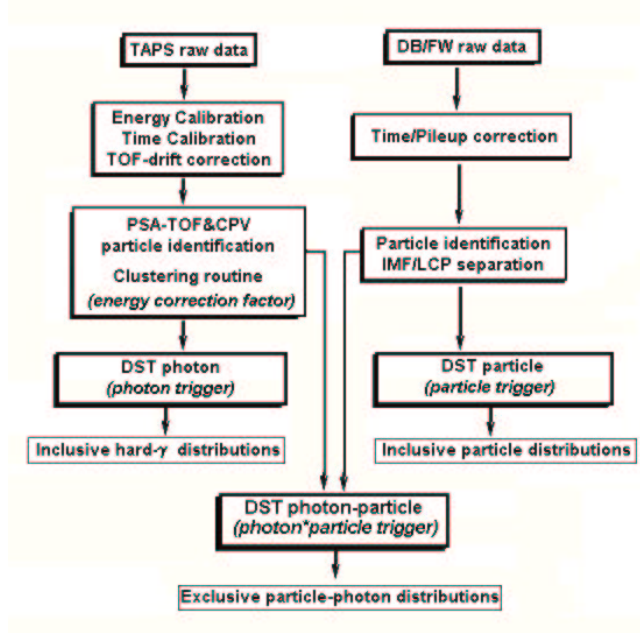 TAPS raw data
DB/FW raw data
Energy Calibration
Time Calibration
TOF-drift correction
Time/Pileup correction
PSA-TOF&CPV
particle identification
Clustering routine
(energy correction factor)
Particle identification
IMF/LCP separation
DST photon
(photon trigger)
DST particle
(particle trigger)
Inclusive hard-γ distributions
Inclusive particle distributions
DST photon-particle
(photon*particle trigger)
Exclusive particle-photon distributions